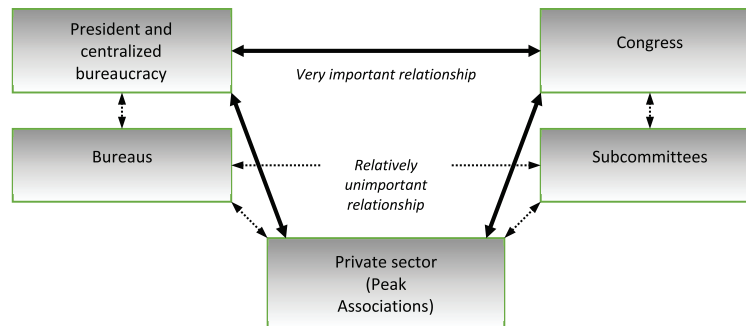 President and
centralized
bureaucracy
Congress
Very important relationship
Bureaus
Relatively
unimportant
relationship
Subcommittees
Private sector
(Peak
Associations)